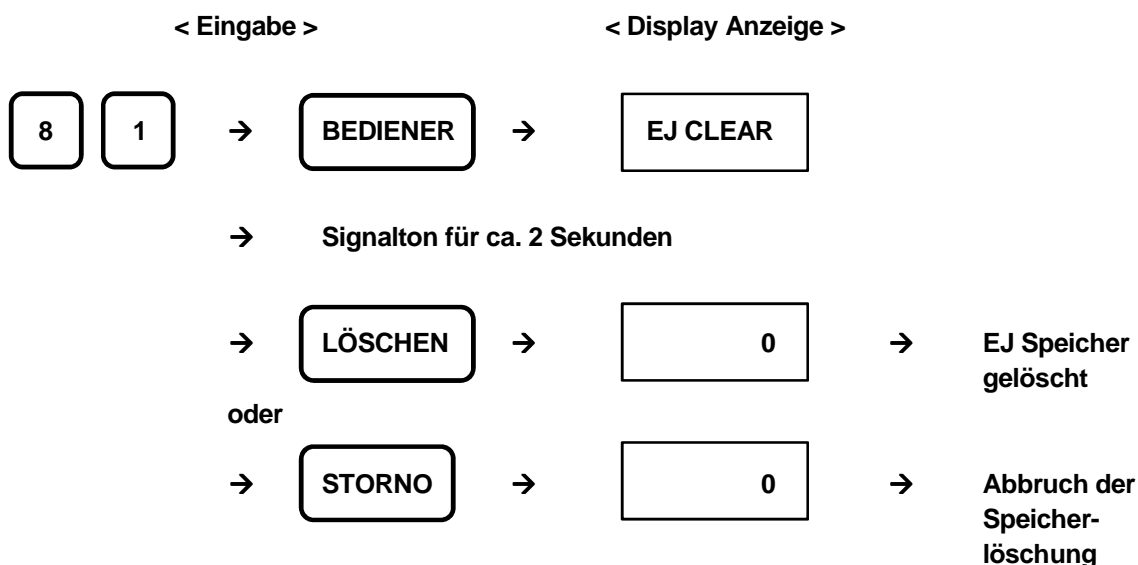 < Eingabe > < Display Anzeige >
8 1 → BEDIENER → EJ CLEAR
→ Signalton für ca. 2 Sekunden
→ LÖSCHEN → 0 → EJ Speicher
gelöscht
oder
→ STORNO → 0 → Abbruch der
Speicher-
löschung